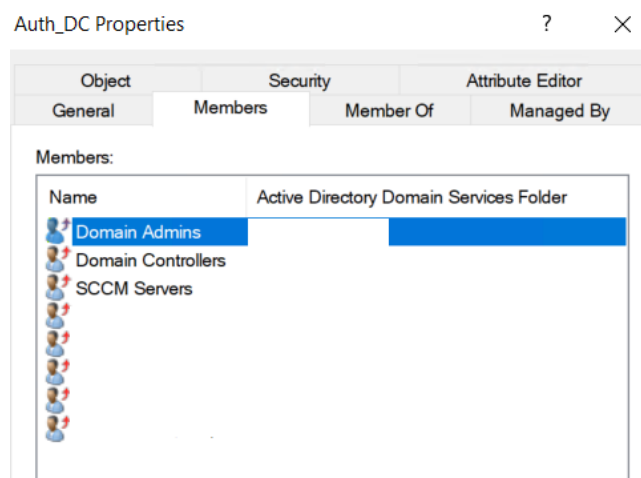 Auth_DC Properties ? ×
Object Security Attribute Editor
General Members Member Of Managed By
Members:
Name Active Directory Domain Services Folder
Domain Admins
Domain Controllers
SCCM Servers